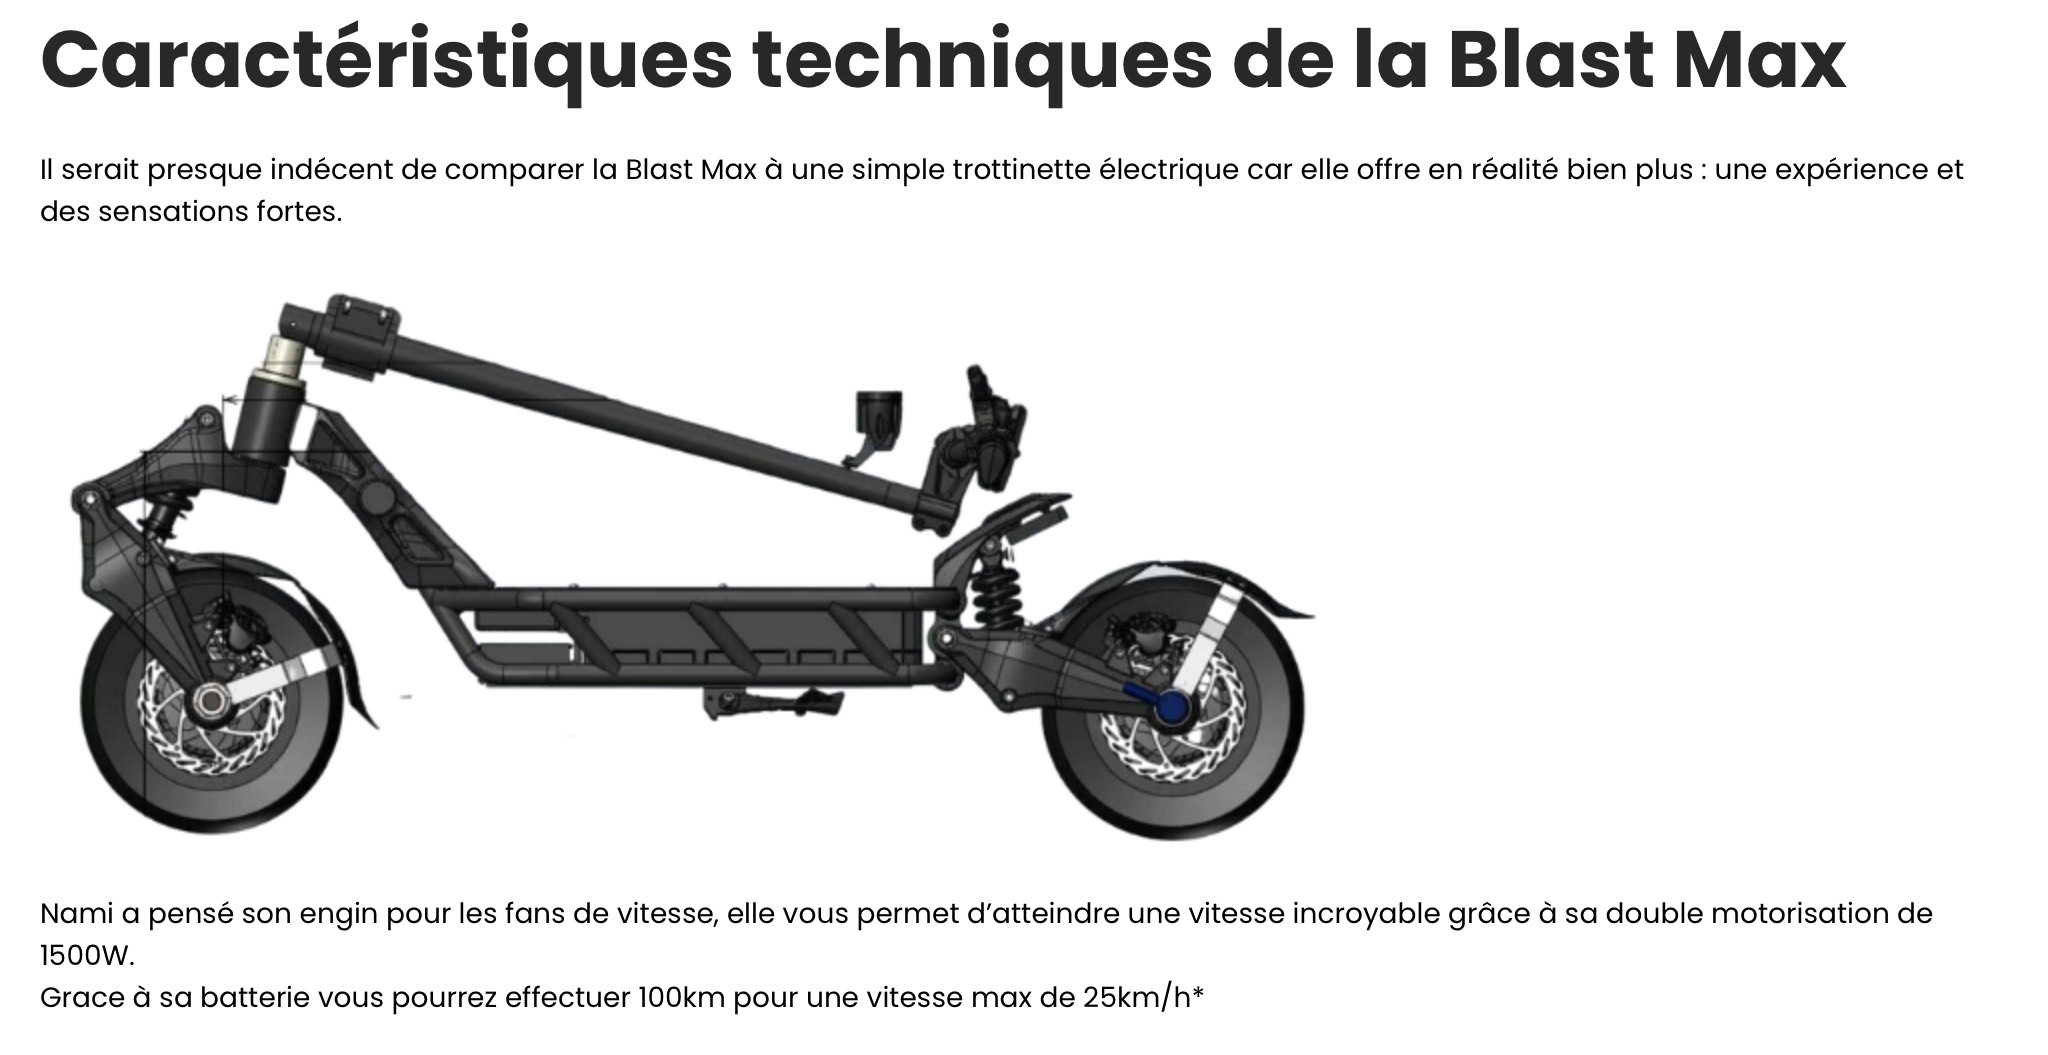 Caractéristiques techniques de la Blast Max
Il serait presque indécent de comparer la Blast Max à une simple trottinette électrique car elle offre en réalité bien plus : une expérience et
des sensations fortes.
Nami a pensé son engin pour les fans de vitesse, elle vous permet d’atteindre une vitesse incroyable grâce à sa double motorisation de
1500W.
Grace à sa batterie vous pourrez effectuer 100km pour une vitesse max de 25km/h*